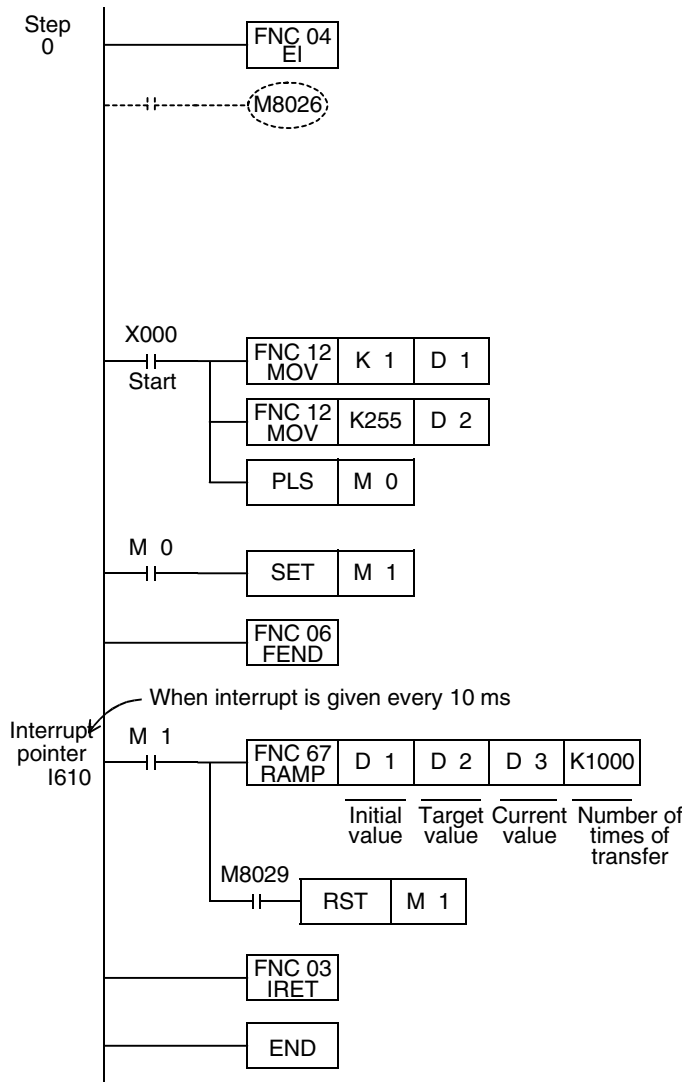 Step
0
FNC 04
EI
M8026
X000
Start
FNC 12
MOV
K 1
D 1
FNC 12
MOV
K255
D 2
PLS
M 0
M 0
SET
M 1
FNC 06
FEND
When interrupt is given every 10 ms
Interrupt
pointer
I610
M 1
FNC 67
RAMP
D 1
D 2
D 3
K1000
Initial
value
Target
value
Current
value
Number of
times of
transfer
M8029
RST
M 1
FNC 03
IRET
END